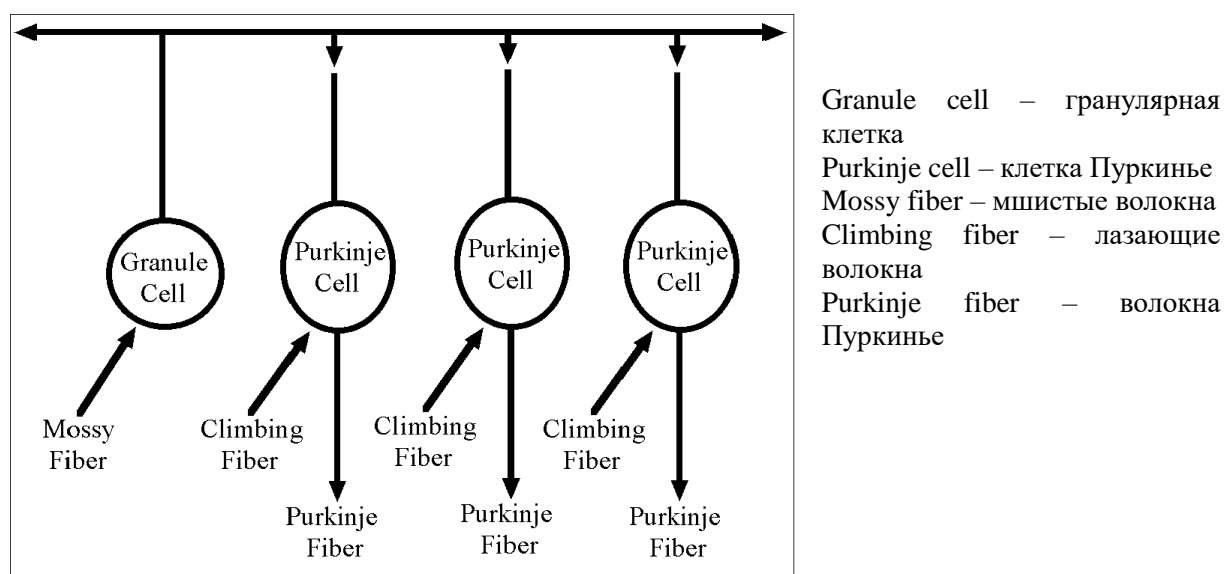 Granule
Cell
Purkinje
Cell
Purkinje
Cell
Purkinje
Cell
Mossy
Fiber
Climbing
Fiber
Climbing
Fiber
Climbing
Fiber
Purkinje
Fiber
Purkinje
Fiber
Purkinje
Fiber
Granule cell – гранулярная
клетка
Purkinje cell – клетка Пуркинье
Mossy fiber – мшистые волокна
Climbing fiber – лазающие
волокна
Purkinje fiber – волокна
Пуркинье